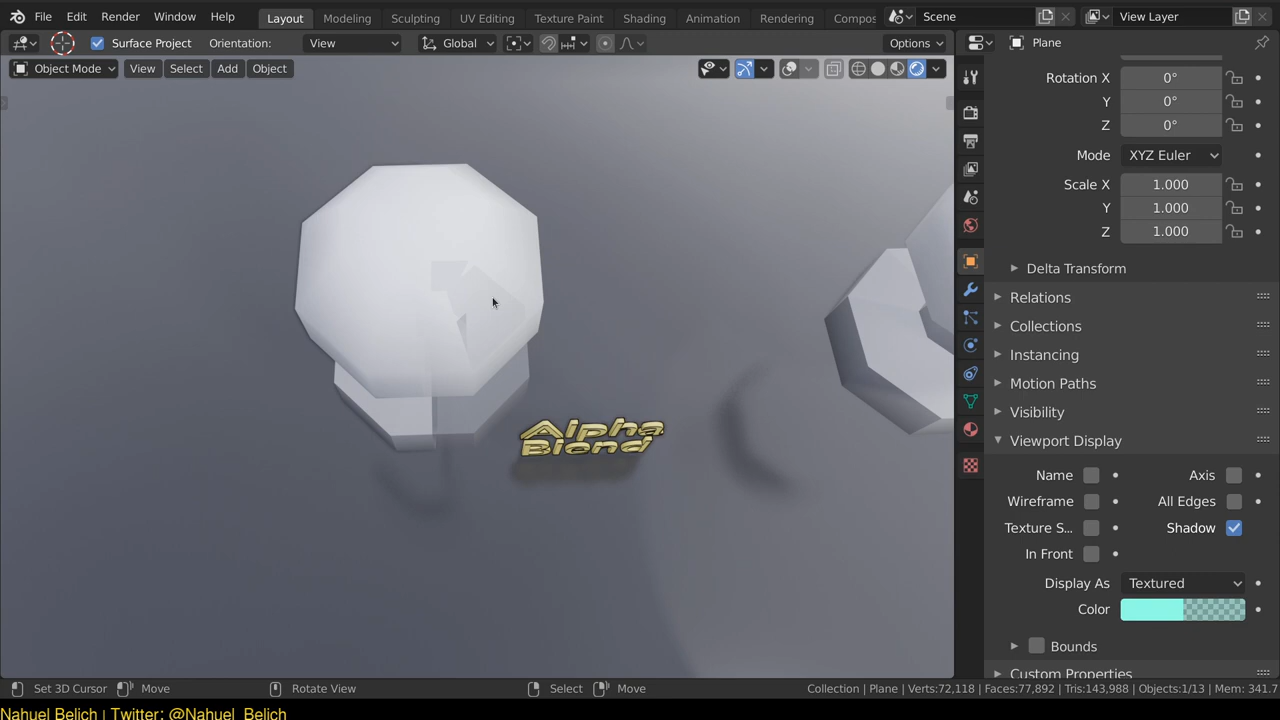 File Edit Render Window Help Layout Modeling Sculpting UV Editing Texture Paint Shading Animation Rendering Compos Scene View Layer
Surface Project Orientation: View Global Options Plane
Object Mode View Select Add Object
Rotation X 0°
Y 0°
Z 0°
Mode XYZ Euler
Scale X 1.000
Y 1.000
Z 1.000
Delta Transform
Relations
Collections
Instancing
Motion Paths
Visibility
Viewport Display
Name Axis
Wireframe All Edges
Texture S... Shadow
In Front
Display As Textured
Color
Bounds
Custom Properties
Alpha
Blend
Set 3D Cursor Move Rotate View Select Move Collection | Plane | Verts:72,118 | Faces:77,892 | Tris:143,988 | Objects:1/13 | Mem: 341.7
Nahuel Belich | Twitter: @Nahuel_Belich